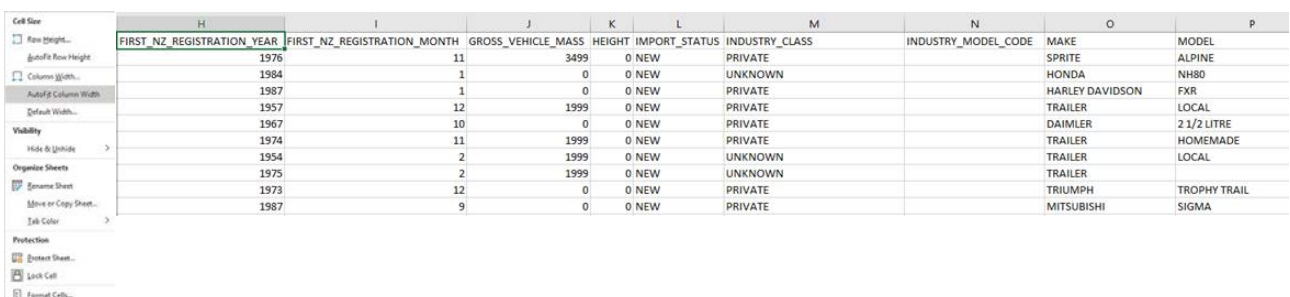 Cell Size
Row Height...
AutoFit Row Height
Column Width...
AutoFit Column Width
Default Width...
Visibility
Hide & Unhide >
Organize Sheets
Rename Sheet
Move or Copy Sheet...
Tab Color >
Protection
Protect Sheet...
Lock Cell
Format Cells...
H I J K L M N O P
FIRST_NZ_REGISTRATION_YEAR FIRST_NZ_REGISTRATION_MONTH GROSS_VEHICLE_MASS HEIGHT IMPORT_STATUS INDUSTRY_CLASS INDUSTRY_MODEL_CODE MAKE MODEL
1976 11 3499 0 NEW PRIVATE SPRITE ALPINE
1984 1 0 0 NEW UNKNOWN HONDA NH80
1987 1 0 0 NEW PRIVATE HARLEY DAVIDSON FXR
1957 12 1999 0 NEW PRIVATE TRAILER LOCAL
1967 10 0 0 NEW PRIVATE DAIMLER 2 1/2 LITRE
1974 11 1999 0 NEW PRIVATE TRAILER HOMEMADE
1954 2 1999 0 NEW UNKNOWN TRAILER LOCAL
1975 2 1999 0 NEW UNKNOWN TRAILER
1973 12 0 0 NEW PRIVATE TRIUMPH TROPHY TRAIL
1987 9 0 0 NEW PRIVATE MITSUBISHI SIGMA